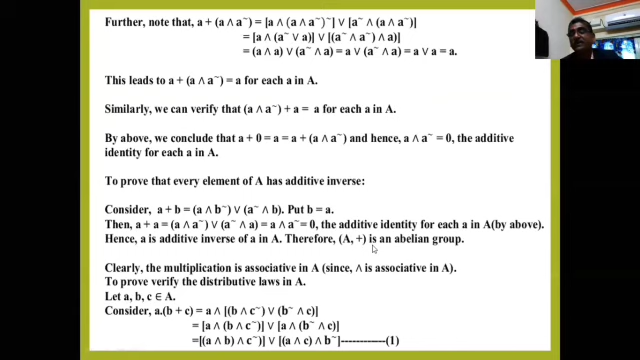 Further, note that, a + (a ∧ a~) = [a ∧ (a ∧ a~)~] ∨ [a~ ∧ (a ∧ a~)]
= [a ∧ (a~ ∨ a)] ∨ [(a~ ∧ a~) ∧ a)]
= (a ∧ a) ∨ (a~ ∧ a) = a ∨ (a~ ∧ a) = a ∨ a = a.
This leads to a + (a ∧ a~) = a for each a in A.
Similarly, we can verify that (a ∧ a~) + a = a for each a in A.
By above, we conclude that a + 0 = a = a + (a ∧ a~) and hence, a ∧ a~ = 0, the additive
identity for each a in A.
To prove that every element of A has additive inverse:
Consider, a + b = (a ∧ b~) ∨ (a~ ∧ b). Put b = a.
Then, a + a = (a ∧ a~) ∨ (a~ ∧ a) = a ∧ a~ = 0, the additive identity for each a in A(by above).
Hence, a is additive inverse of a in A. Therefore, (A, +) is an abelian group.
Clearly, the multiplication is associative in A (since, ∧ is associative in A).
To prove verify the distributive laws in A.
Let a, b, c ∈ A.
Consider, a.(b + c) = a ∧ [(b ∧ c~) ∨ (b~ ∧ c)]
= [a ∧ (b ∧ c~)] ∨ [a ∧ (b~ ∧ c)]
=[(a ∧ b) ∧ c~)] ∨ [(a ∧ c) ∧ b~]------------(1)